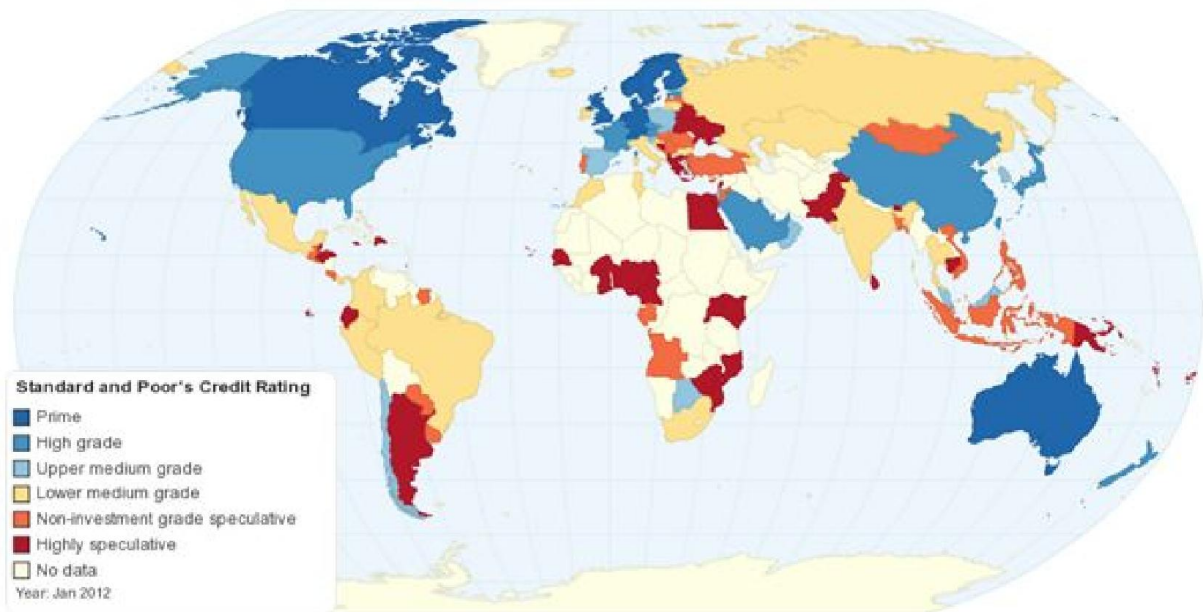 Standard and Poor's Credit Rating
Prime
High grade
Upper medium grade
Lower medium grade
Non-investment grade speculative
Highly speculative
No data
Year: Jan 2012